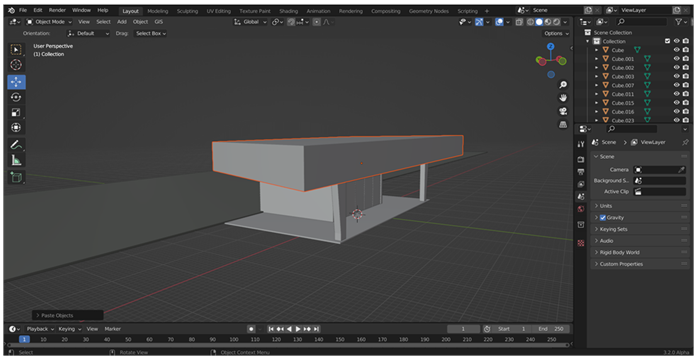 File Edit Render Window Help Layout Modeling Sculpting UV Editing Texture Paint Shading Animation Rendering Compositing Geometry Nodes Scripting + Scene ViewLayer
Object Mode View Select Add Object GIS Global
Orientation: Default Drag: Select Box Options
User Perspective
(1) Collection
Z
Scene Collection
Collection
Cube
Cube.001
Cube.002
Cube.003
Cube.007
Cube.011
Cube.015
Cube.016
Cube.023
Scene ViewLayer
Scene
Camera
Background S...
Active Clip
Units
Gravity
Keying Sets
Audio
Rigid Body World
Custom Properties
Paste Objects
Playback Keying View Marker 1 Start 1 End 250
1 10 20 30 40 50 60 70 80 90 100 110 120 130 140 150 160 170 180 190 200 210 220 230 240 250
Select Rotate View Object Context Menu 3.2.0 Alpha